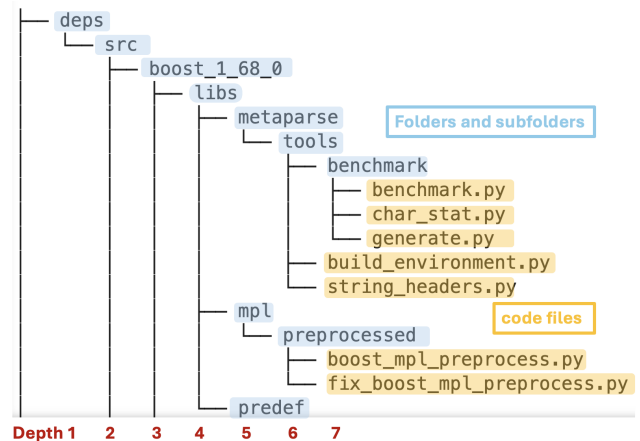 deps
src
boost_1_68_0
libs
metaparse
Folders and subfolders
tools
benchmark
benchmark.py
char_stat.py
generate.py
build_environment.py
string_headers.py
mpl
code files
preprocessed
boost_mpl_preprocess.py
fix_boost_mpl_preprocess.py
predef
Depth 1 2 3 4 5 6 7